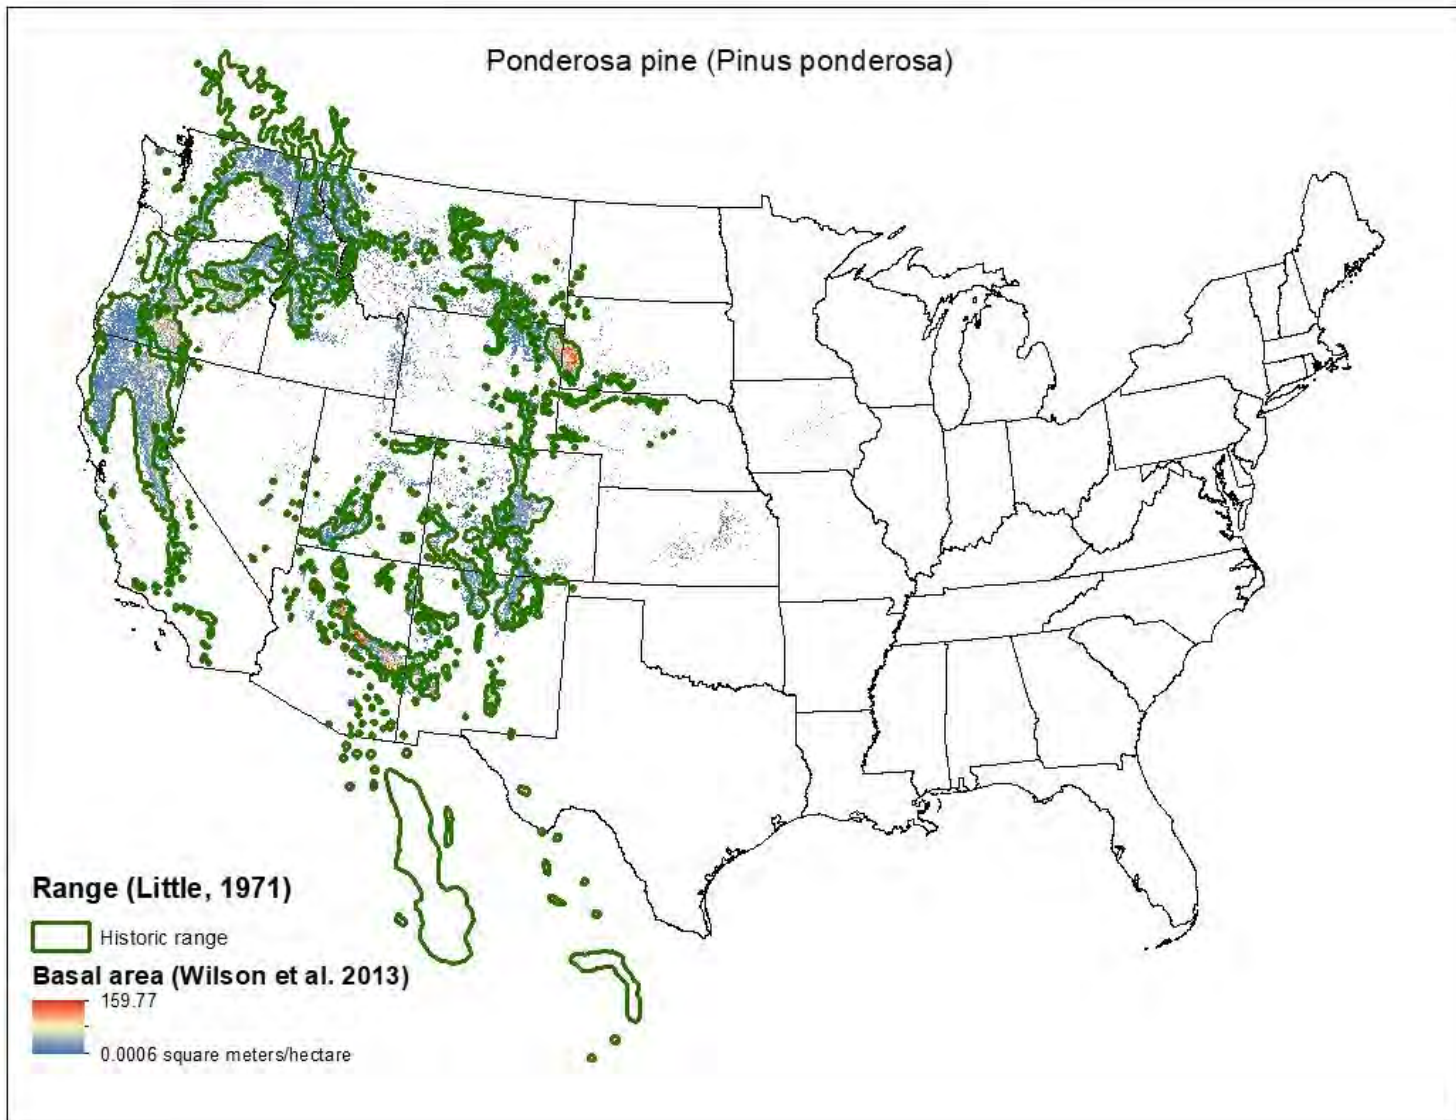 Ponderosa pine (Pinus ponderosa)
Range (Little, 1971)
Historic range
Basal area (Wilson et al. 2013)
159.77
0.0006 square meters/hectare